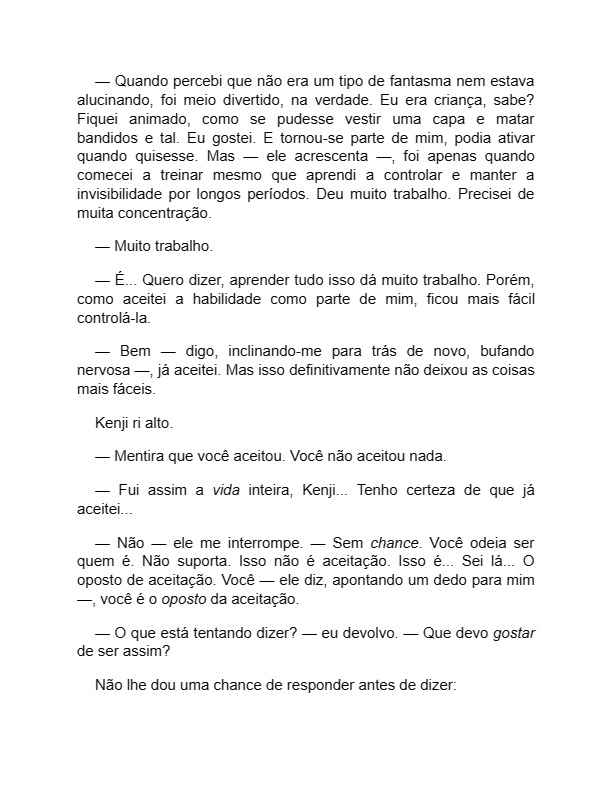 — Quando percebi que não era um tipo de fantasma nem estava
alucinando, foi meio divertido, na verdade. Eu era criança, sabe?
Fiquei animado, como se pudesse vestir uma capa e matar
bandidos e tal. Eu gostei. E tornou-se parte de mim, podia ativar
quando quisesse. Mas — ele acrescenta —, foi apenas quando
comecei a treinar mesmo que aprendi a controlar e manter a
invisibilidade por longos períodos. Deu muito trabalho. Precisei de
muita concentração.
— Muito trabalho.
— É... Quero dizer, aprender tudo isso dá muito trabalho. Porém,
como aceitei a habilidade como parte de mim, ficou mais fácil
controlá-la.
— Bem — digo, inclinando-me para trás de novo, bufando
nervosa —, já aceitei. Mas isso definitivamente não deixou as coisas
mais fáceis.
Kenji ri alto.
— Mentira que você aceitou. Você não aceitou nada.
— Fui assim a vida inteira, Kenji... Tenho certeza de que já
aceitei...
— Não — ele me interrompe. — Sem chance. Você odeia ser
quem é. Não suporta. Isso não é aceitação. Isso é... Sei lá... O
oposto de aceitação. Você — ele diz, apontando um dedo para mim
—, você é o oposto da aceitação.
— O que está tentando dizer? — eu devolvo. — Que devo gostar
de ser assim?
Não lhe dou uma chance de responder antes de dizer: